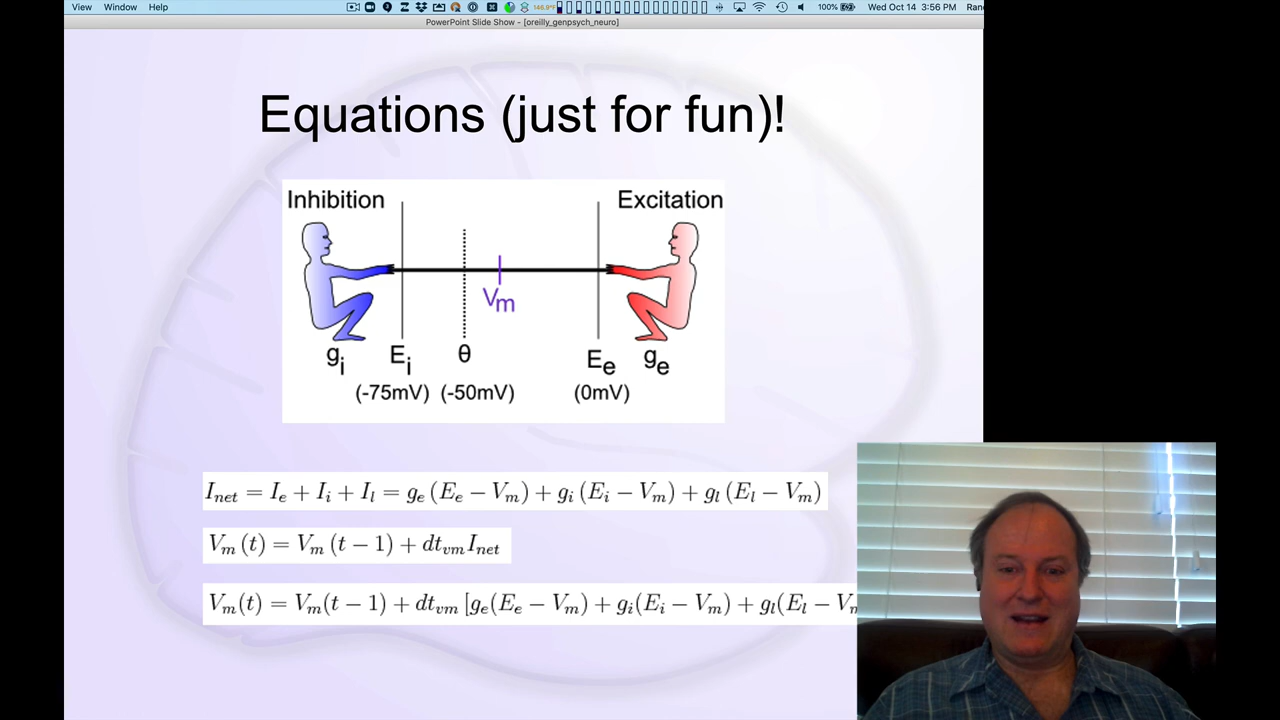 View Window Help 146.9°F 100% Wed Oct 14 3:56 PM Ran
PowerPoint Slide Show - [oreilly_genpsych_neuro]
Equations (just for fun)!
Inhibition Excitation
Vm
gi Ei θ Ee ge
(-75mV) (-50mV) (0mV)
Inet = Ie + Ii + Il = ge (Ee − Vm) + gi (Ei − Vm) + gl (El − Vm)
Vm (t) = Vm (t − 1) + dtvm Inet
Vm(t) = Vm(t − 1) + dtvm [ge(Ee − Vm) + gi(Ei − Vm) + gl(El − Vm